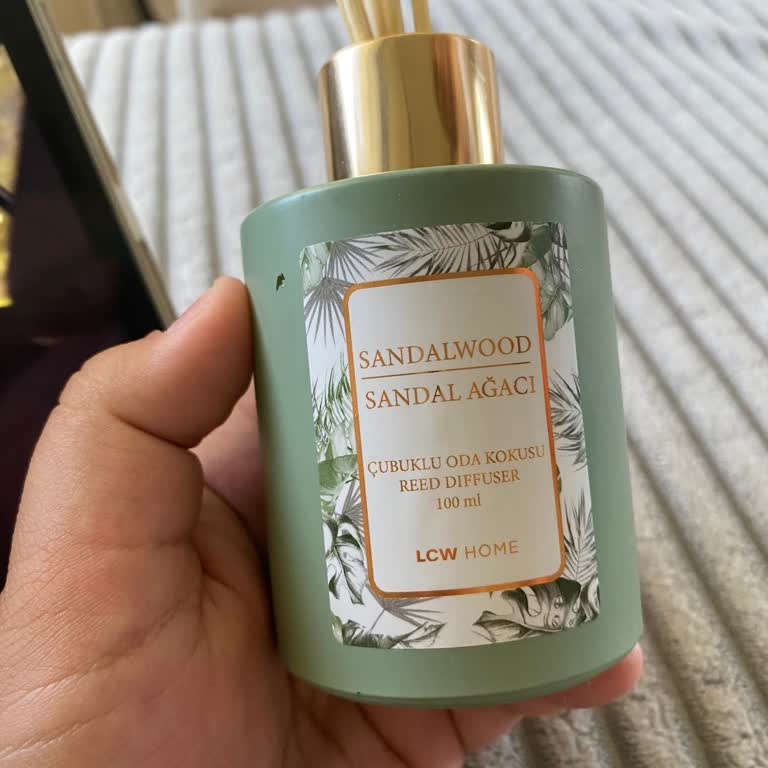 SANDALWOOD
SANDAL AĞACI
ÇUBUKLU ODA KOKUSU
REED DIFFUSER
100 ml
LCW HOME